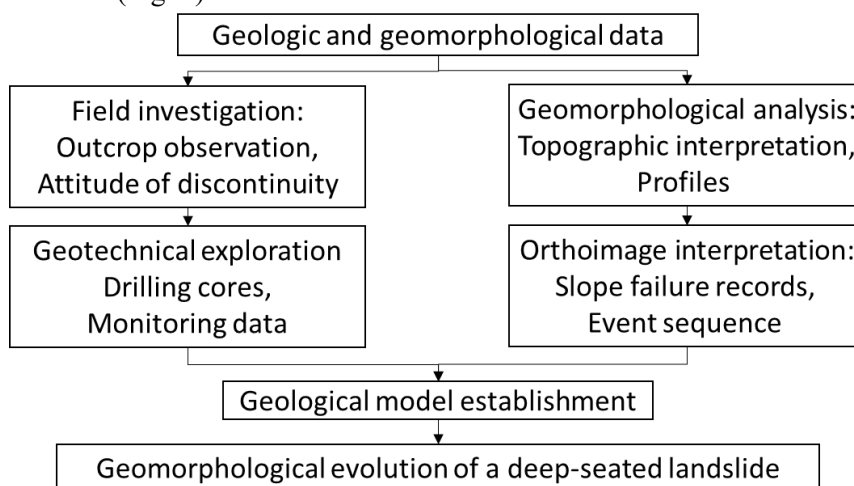 Geologic and geomorphological data
Field investigation:
Outcrop observation,
Attitude of discontinuity
Geomorphological analysis:
Topographic interpretation,
Profiles
Geotechnical exploration
Drilling cores,
Monitoring data
Orthoimage interpretation:
Slope failure records,
Event sequence
Geological model establishment
Geomorphological evolution of a deep-seated landslide